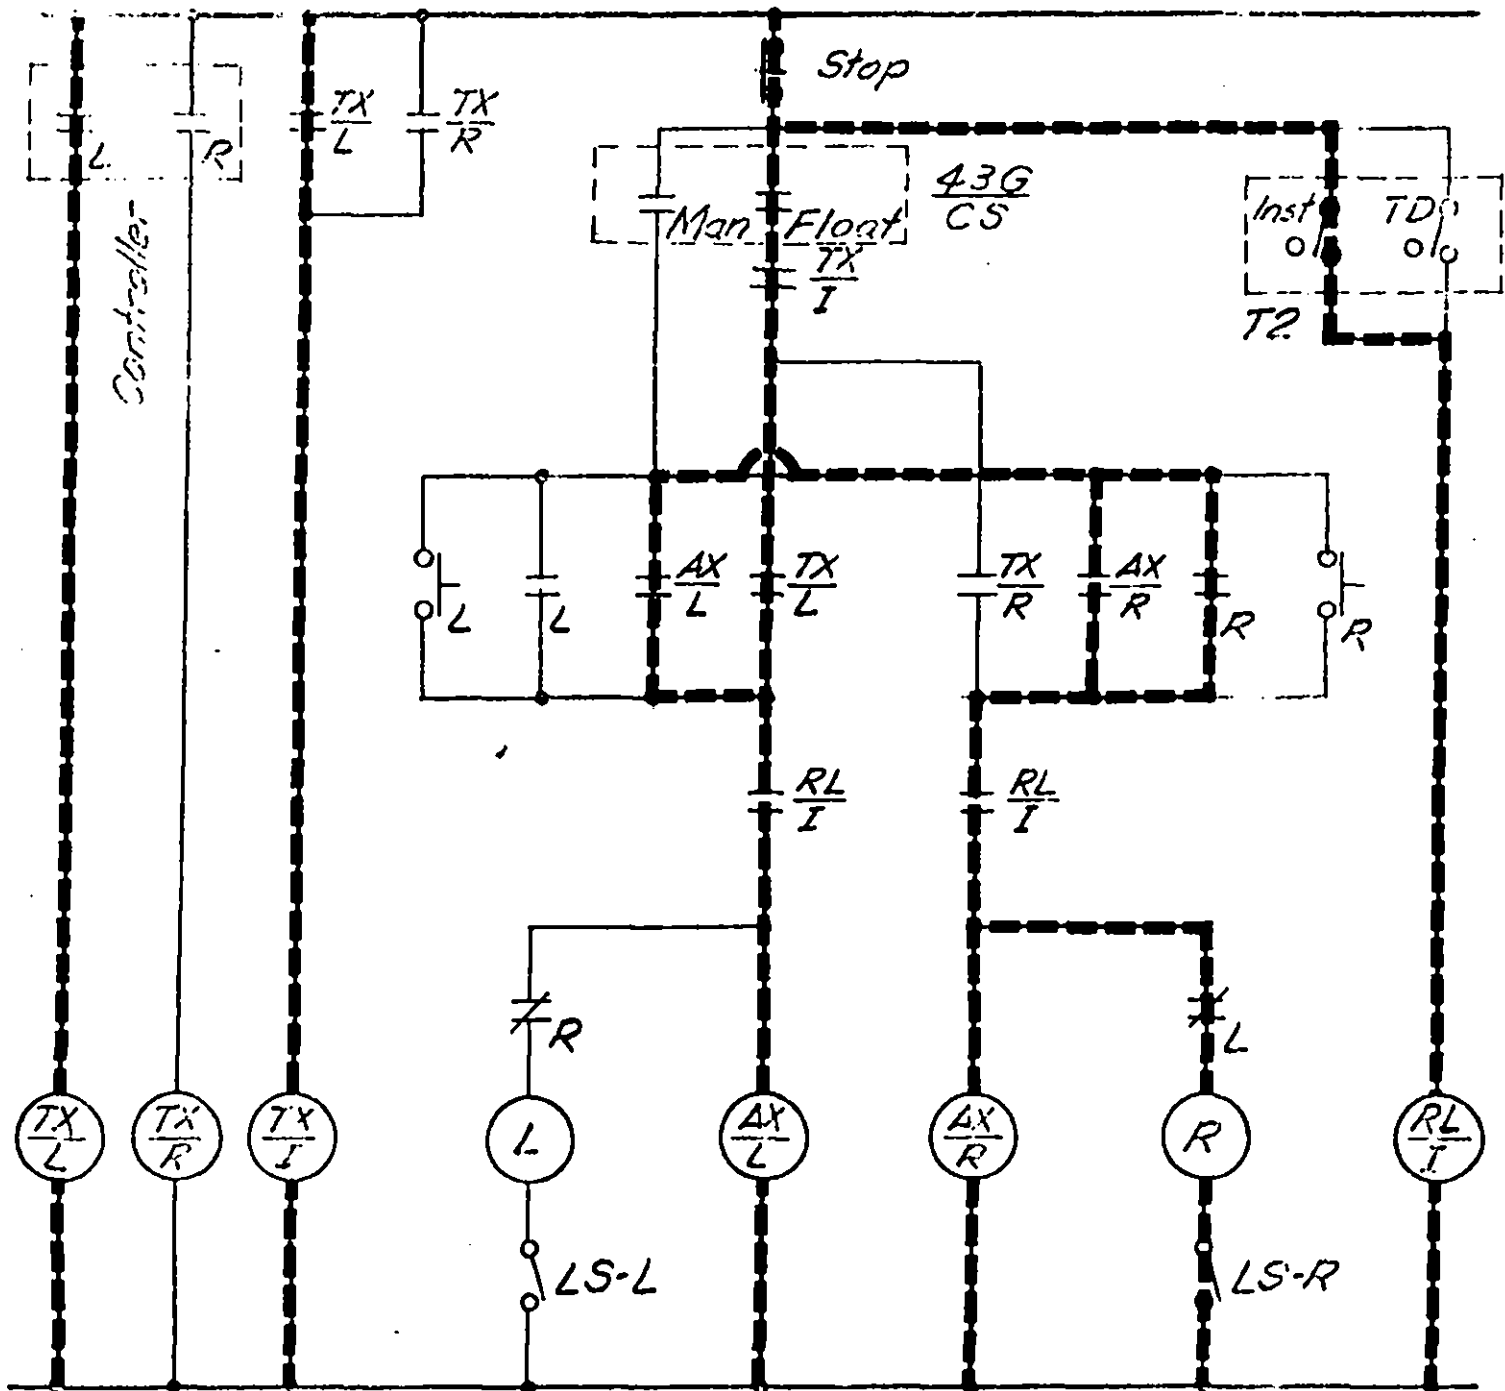 Stop
L
R
TX
L
TX
R
Controller
Man
Float
43G
CS
TX
I
Inst
TD
T2
L
L
AX
L
TX
L
TX
R
AX
R
R
R
RL
I
RL
I
R
L
TX
L
TX
R
TX
I
L
AX
L
AX
R
R
RL
I
LS-L
LS-R